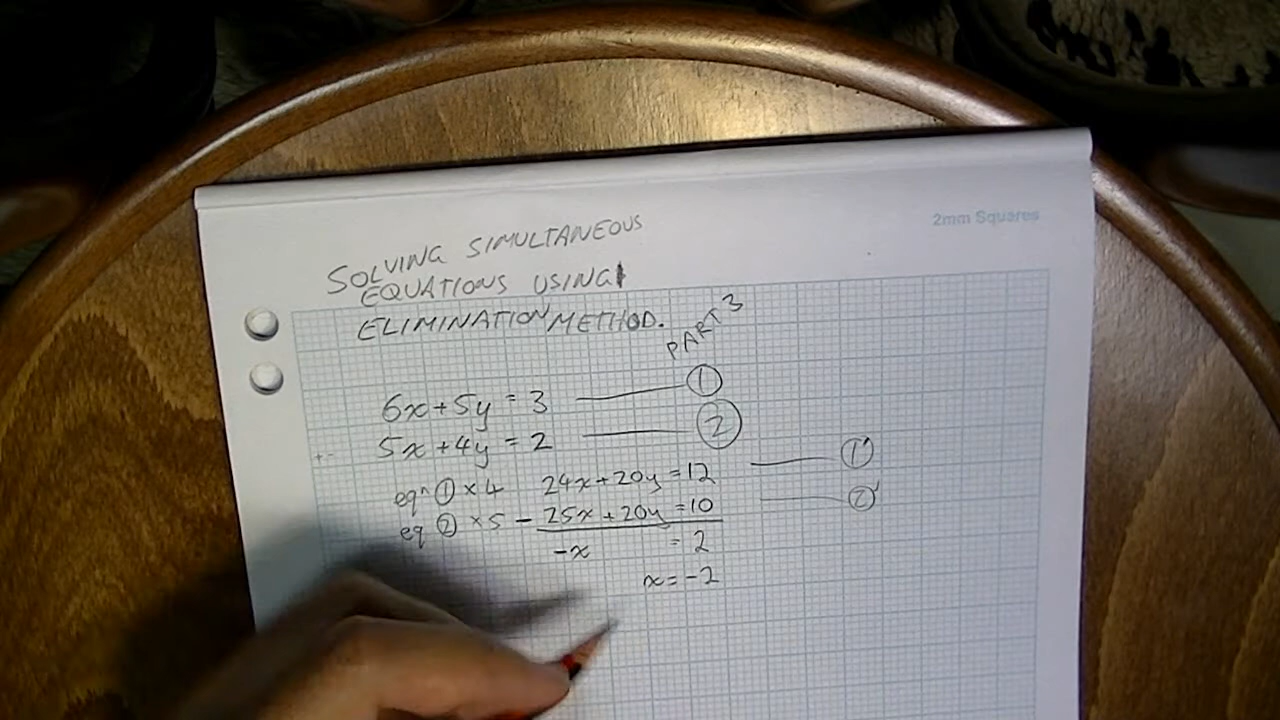 2mm Squares
SOLVING SIMULTANEOUS
EQUATIONS USING
ELIMINATION METHOD.
PART 3
6x+5y = 3 ——— ①
5x+4y = 2 ——— ②
eqⁿ ① × 4 24x+20y = 12 ——— ①'
eq ② × 5 - 25x+20y = 10 ——— ②'
-x = 2
x = -2